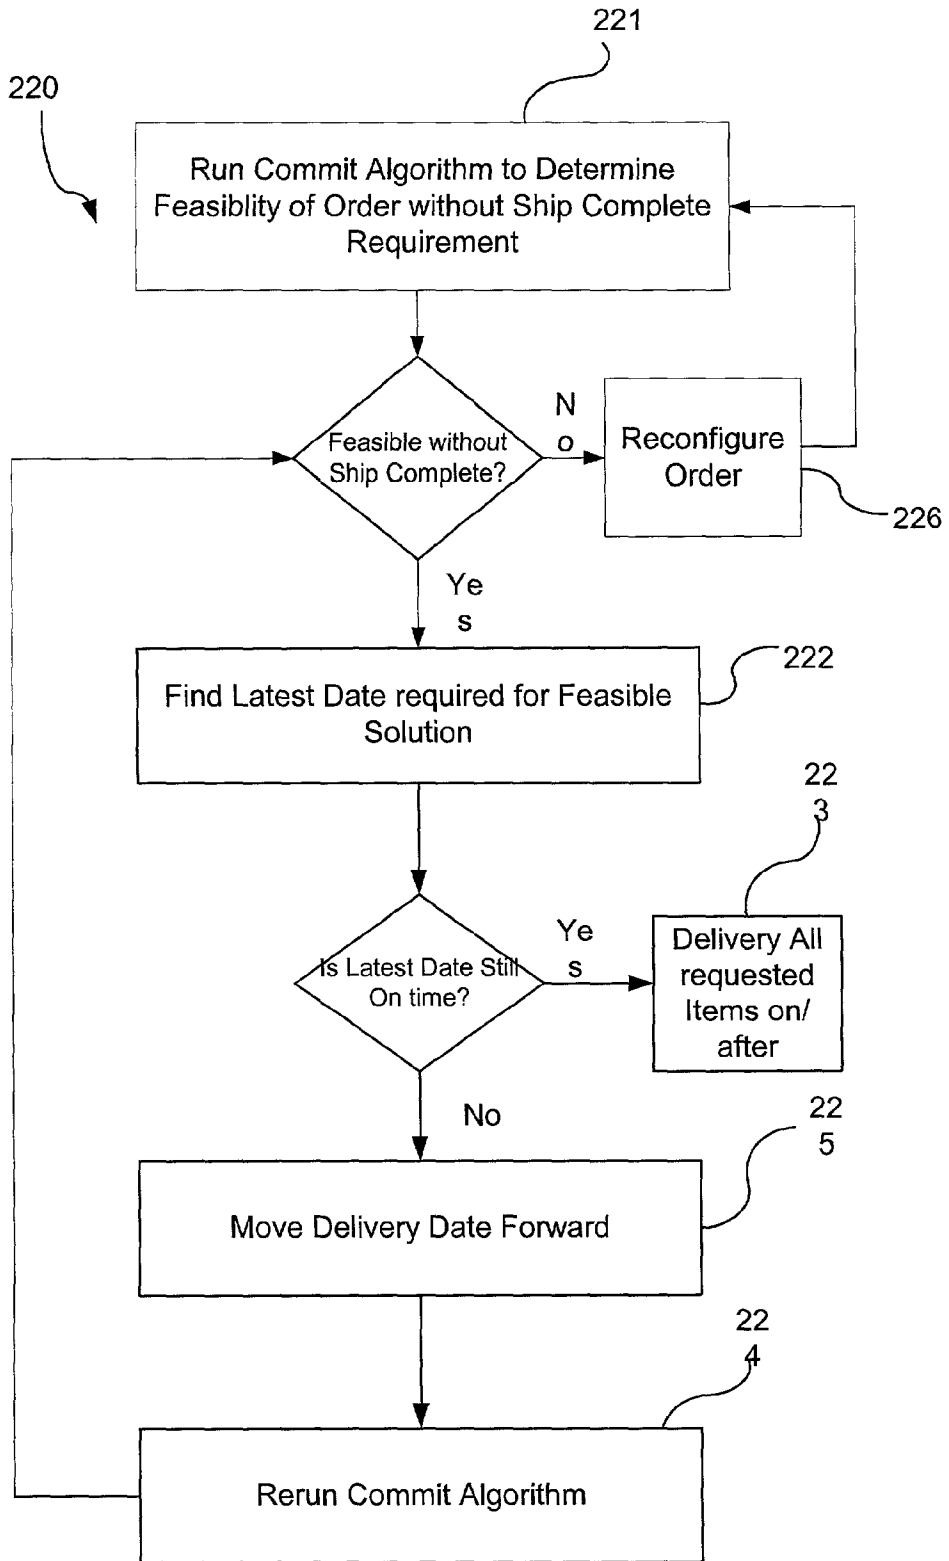 221
220
Run Commit Algorithm to Determine
Feasiblity of Order without Ship Complete
Requirement
N
o
Feasible without
Ship Complete?
Reconfigure
Order
226
Ye
s
222
Find Latest Date required for Feasible
Solution
22
3
Ye
s
Is Latest Date Still
On time?
Delivery All
requested
Items on/
after
No
22
5
Move Delivery Date Forward
22
4
Rerun Commit Algorithm